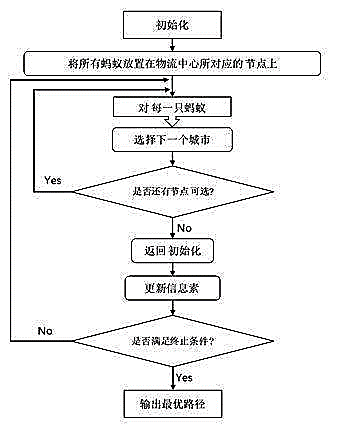 初始化
将所有蚂蚁放置在物流中心所对应的节点上
对每一只蚂蚁
选择下一个城市
Yes
是否还有节点可选?
No
返回初始化
更新信息素
No
是否满足终止条件?
Yes
输出最优路径